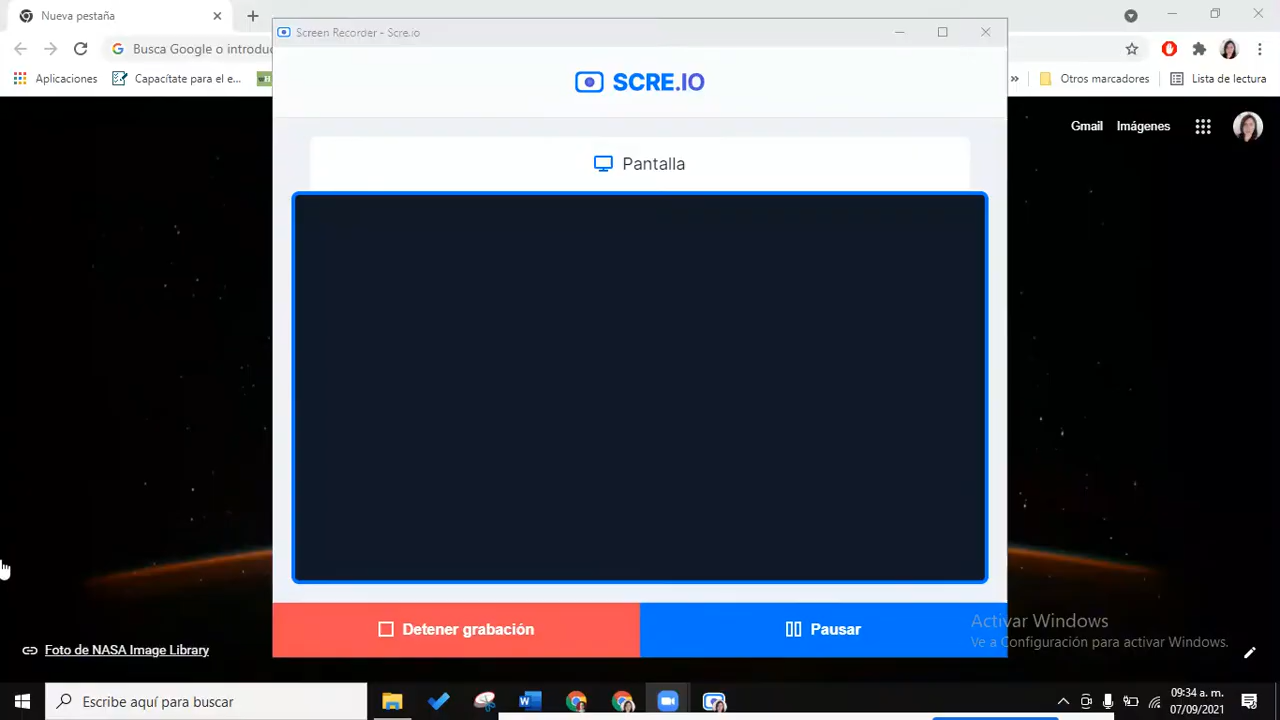 Nueva pestaña
Screen Recorder - Scre.io
Busca Google o introduc
Aplicaciones
Capacítate para el e...
»
Otros marcadores
Lista de lectura
SCRE.IO
Gmail
Imágenes
Pantalla
Detener grabación
Pausar
Activar Windows
Ve a Configuración para activar Windows.
Foto de NASA Image Library
Escribe aquí para buscar
09:34 a. m.
07/09/2021